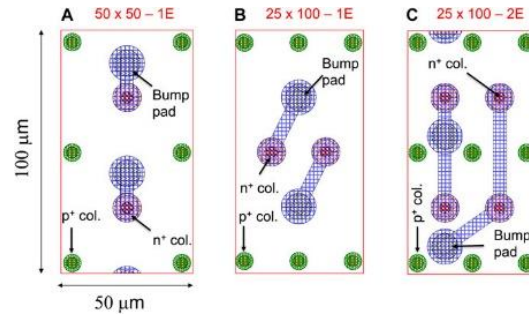 A 50 x 50 – 1E
B 25 x 100 – 1E
C 25 x 100 – 2E
100 μm
50 μm
Bump
pad
p⁺ col.
n⁺ col.
Bump
pad
n⁺ col.
p⁺ col.
n⁺ col.
p⁺ col.
Bump
pad